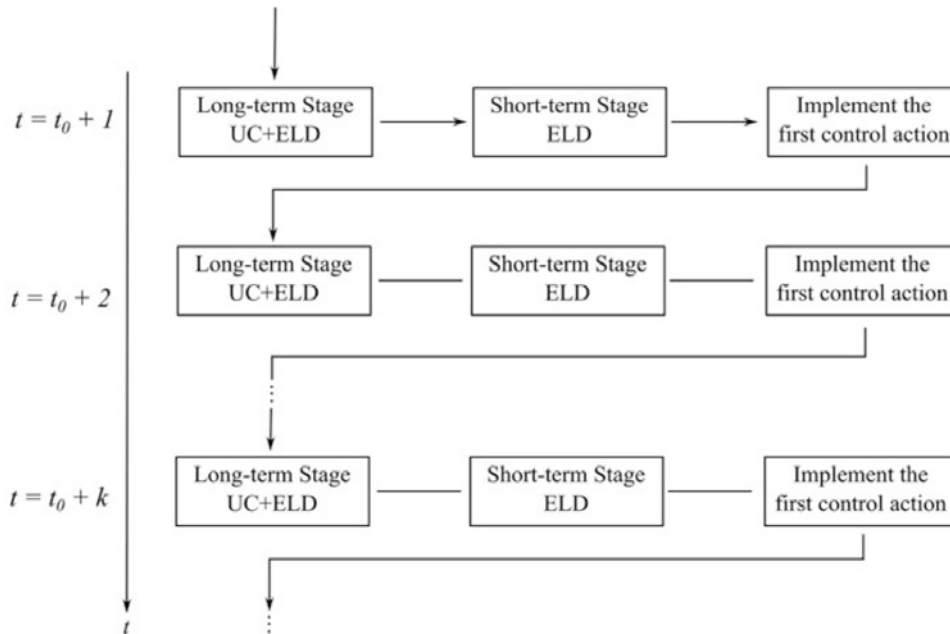 t = t₀ + 1
Long-term Stage
UC+ELD
Short-term Stage
ELD
Implement the
first control action
t = t₀ + 2
Long-term Stage
UC+ELD
Short-term Stage
ELD
Implement the
first control action
⋮
t = t₀ + k
Long-term Stage
UC+ELD
Short-term Stage
ELD
Implement the
first control action
t
⋮